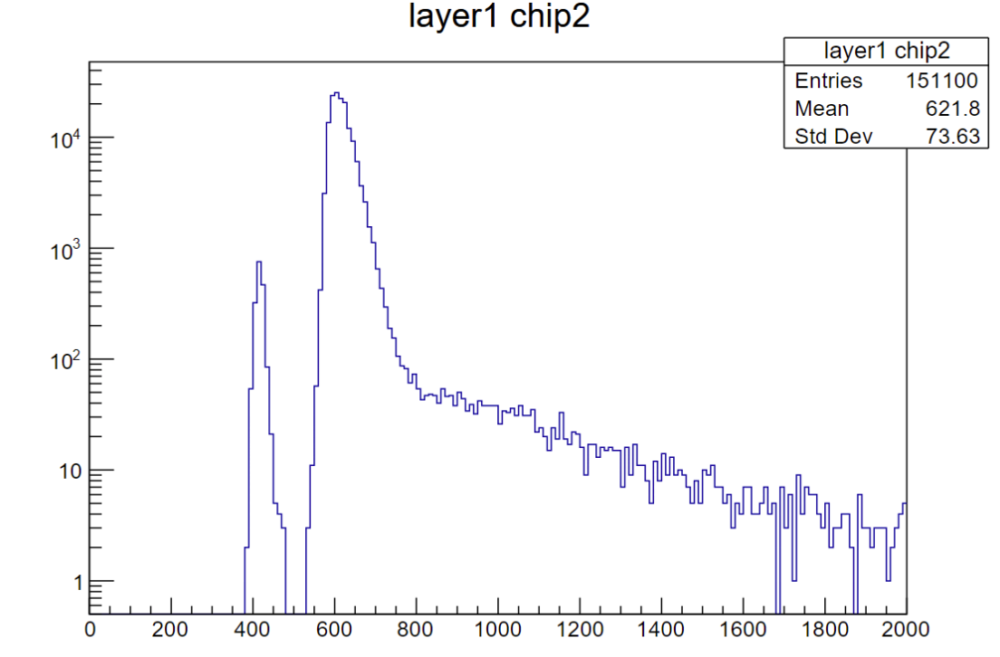 layer1 chip2
layer1 chip2
Entries 151100
Mean 621.8
Std Dev 73.63
10⁴
10³
10²
10
1
0 200 400 600 800 1000 1200 1400 1600 1800 2000